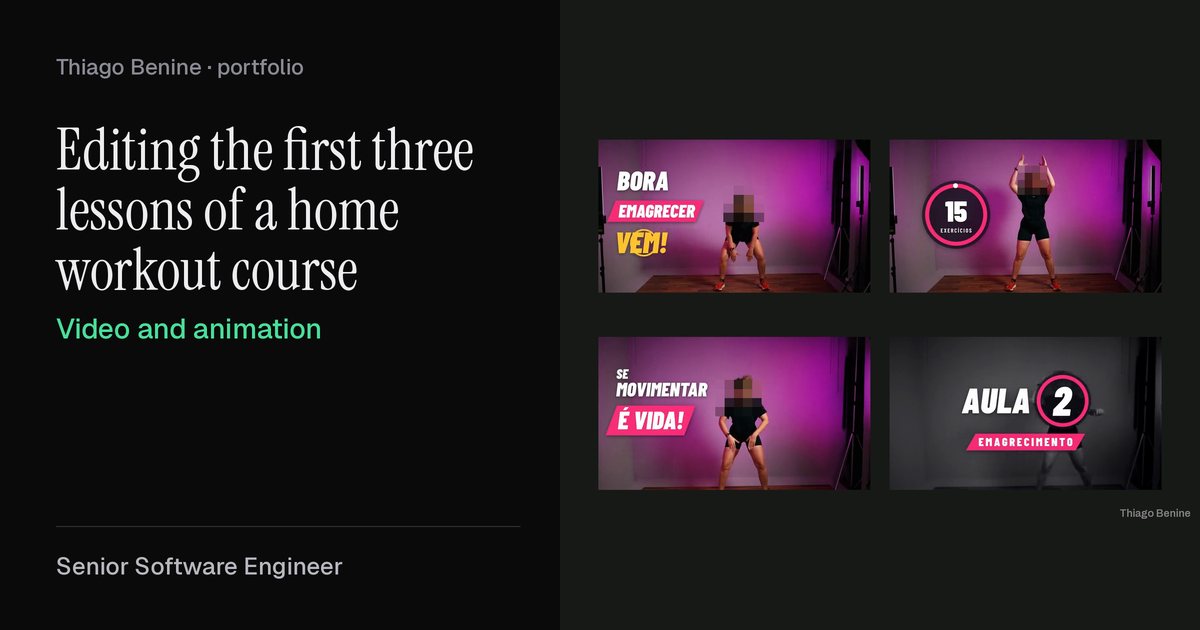 Thiago Benine · portfolio
Editing the first three
lessons of a home
workout course
Video and animation
Senior Software Engineer
BORA
EMAGRECER
VEM!
15
EXERCÍCIOS
SE
MOVIMENTAR
É VIDA!
AULA 2
EMAGRECIMENTO
Thiago Benine